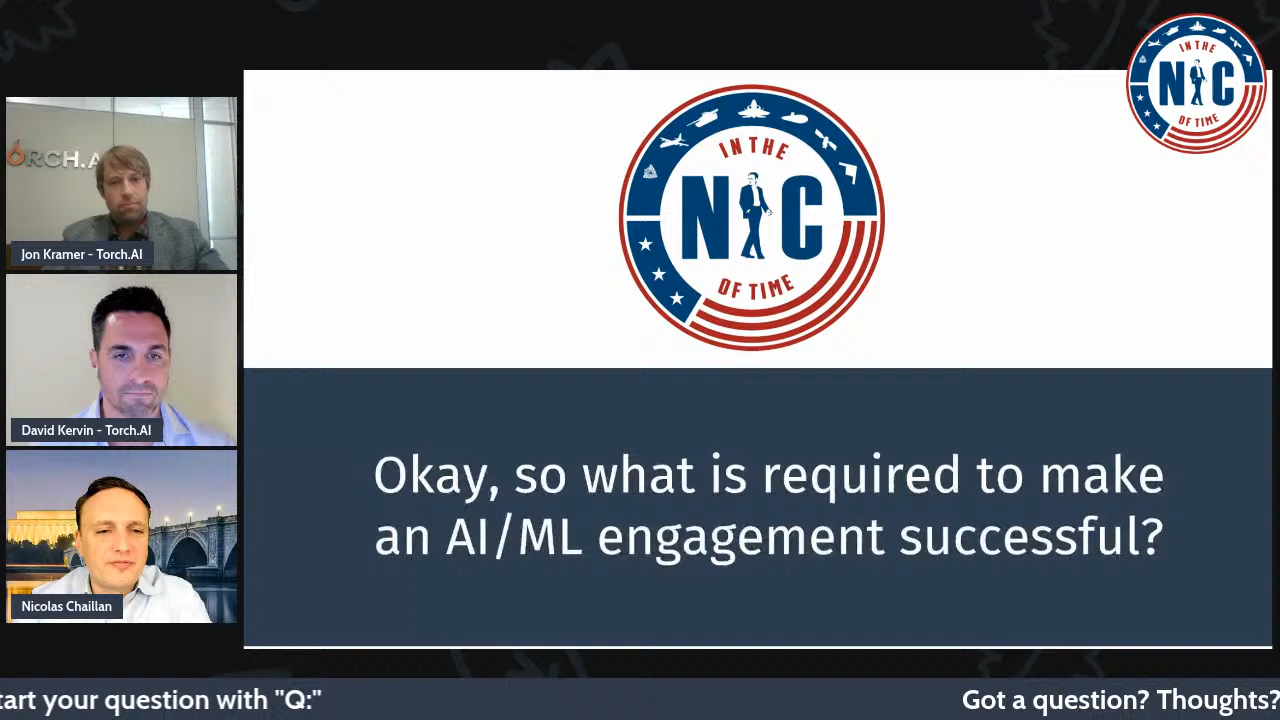 IN THE
NIC
OF TIME
ORCH.A
Jon Kramer - Torch.AI
David Kervin - Torch.AI
Nicolas Chaillan
IN THE
NIC
OF TIME
Okay, so what is required to make
an AI/ML engagement successful?
tart your question with "Q:"
Got a question? Thoughts?